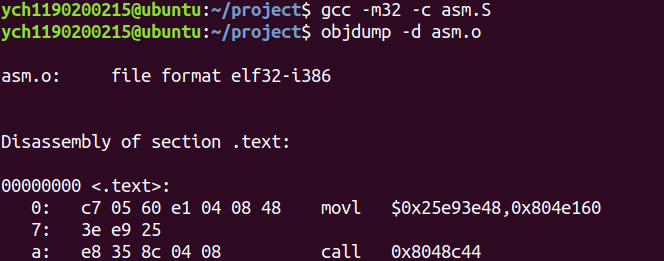 ych1190200215@ubuntu:~/project$ gcc -m32 -c asm.S
ych1190200215@ubuntu:~/project$ objdump -d asm.o
asm.o:     file format elf32-i386
Disassembly of section .text:
00000000 <.text>:
   0:   c7 05 60 e1 04 08 48    movl   $0x25e93e48,0x804e160
   7:   3e e9 25
   a:   e8 35 8c 04 08          call   0x8048c44